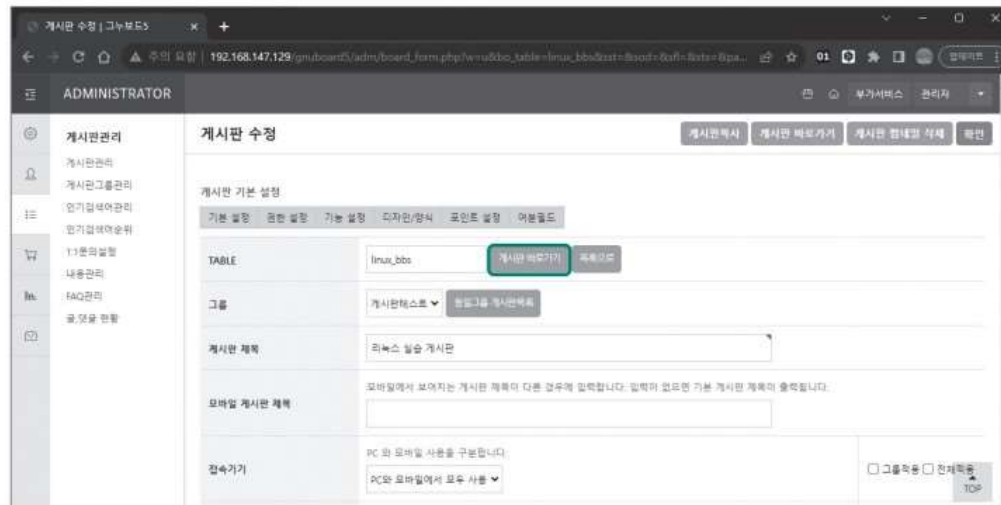 게시판 수정 | 그누보드5
주의 요함 | 192.168.147.129/gnuboard5/adm/board_form.php?w=u&bo_table=linux_bbs&sst=&sod=&sfl=&stx=&pa... 01 업데이트
ADMINISTRATOR 부가서비스 관리자
게시판관리
게시판관리
게시판그룹관리
인기검색어관리
인기검색어순위
1:1문의설정
내용관리
FAQ관리
글,댓글 현황
게시판 수정 게시판복사 게시판 바로가기 게시판 썸네일 삭제 확인
게시판 기본 설정
기본 설정 권한 설정 기능 설정 디자인/양식 포인트 설정 여분필드
TABLE linux_bbs 게시판 바로가기 목록으로
그룹 게시판테스트 동일그룹 게시판목록
게시판 제목 리눅스 실습 게시판
모바일 게시판 제목 모바일에서 보여지는 게시판 제목이 다른 경우에 입력합니다. 입력이 없으면 기본 게시판 제목이 출력됩니다.
접속기기 PC 와 모바일 사용을 구분합니다.
PC와 모바일에서 모두 사용 그룹적용 전체적용
TOP